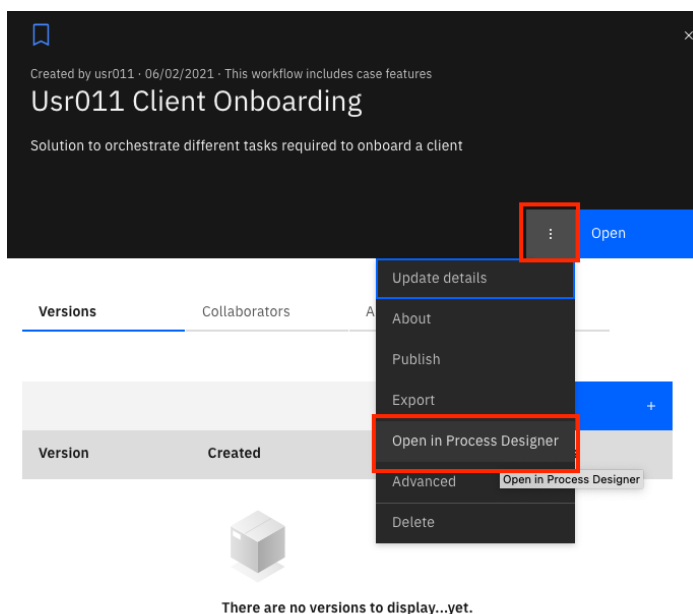 ×
Created by usr011 · 06/02/2021 · This workflow includes case features
Usr011 Client Onboarding
Solution to orchestrate different tasks required to onboard a client
Open
Update details
Versions Collaborators A
About
Publish
Export
+
Open in Process Designer
Version Created s
Advanced Open in Process Designer
Delete
There are no versions to display...yet.